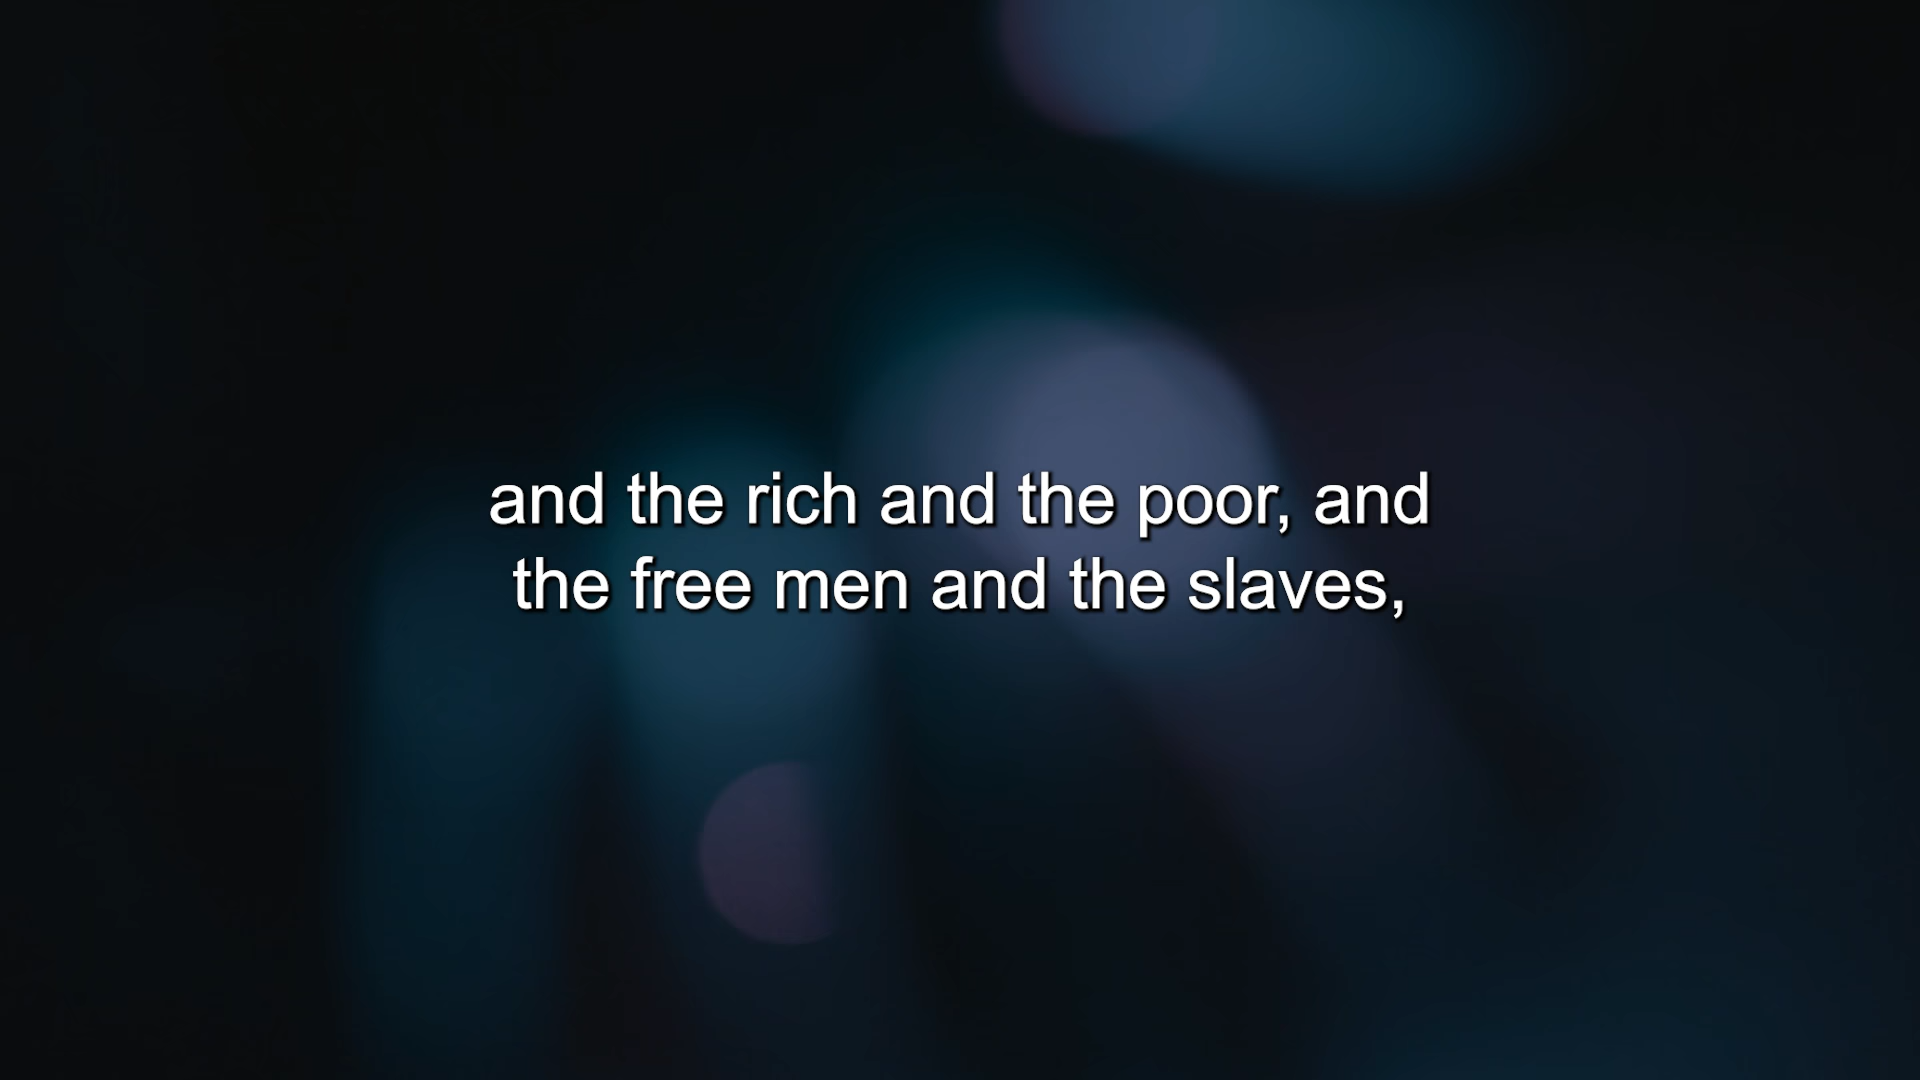 and the rich and the poor, and
the free men and the slaves,